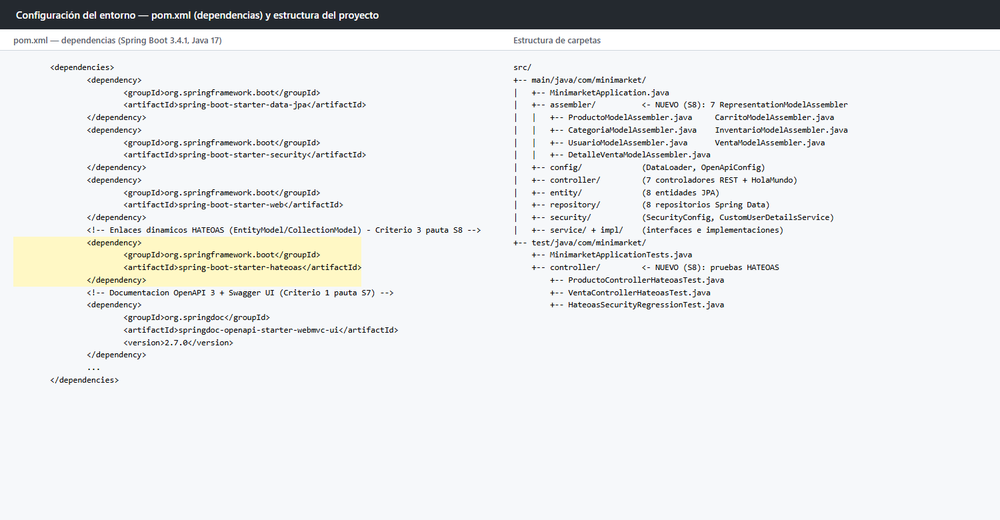 Configuración del entorno — pom.xml (dependencias) y estructura del proyecto
pom.xml — dependencias (Spring Boot 3.4.1, Java 17)
<dependencies>
<dependency>
<groupId>org.springframework.boot</groupId>
<artifactId>spring-boot-starter-data-jpa</artifactId>
</dependency>
<dependency>
<groupId>org.springframework.boot</groupId>
<artifactId>spring-boot-starter-security</artifactId>
</dependency>
<dependency>
<groupId>org.springframework.boot</groupId>
<artifactId>spring-boot-starter-web</artifactId>
</dependency>
<!-- Enlaces dinamicos HATEOAS (EntityModel/CollectionModel) - Criterio 3 pauta S8 -->
<dependency>
<groupId>org.springframework.boot</groupId>
<artifactId>spring-boot-starter-hateoas</artifactId>
</dependency>
<!-- Documentacion OpenAPI 3 + Swagger UI (Criterio 1 pauta S7) -->
<dependency>
<groupId>org.springdoc</groupId>
<artifactId>springdoc-openapi-starter-webmvc-ui</artifactId>
<version>2.7.0</version>
</dependency>
...
</dependencies>
Estructura de carpetas
src/
+-- main/java/com/minimarket/
|   +-- MinimarketApplication.java
|   +-- assembler/          <- NUEVO (S8): 7 RepresentationModelAssembler
|   |   +-- ProductoModelAssembler.java     CarritoModelAssembler.java
|   |   +-- CategoriaModelAssembler.java    InventarioModelAssembler.java
|   |   +-- UsuarioModelAssembler.java      VentaModelAssembler.java
|   |   +-- DetalleVentaModelAssembler.java
|   +-- config/             (DataLoader, OpenApiConfig)
|   +-- controller/         (7 controladores REST + HolaMundo)
|   +-- entity/             (8 entidades JPA)
|   +-- repository/         (8 repositorios Spring Data)
|   +-- security/           (SecurityConfig, CustomUserDetailsService)
|   +-- service/ + impl/    (interfaces e implementaciones)
+-- test/java/com/minimarket/
    +-- MinimarketApplicationTests.java
    +-- controller/         <- NUEVO (S8): pruebas HATEOAS
        +-- ProductoControllerHateoasTest.java
        +-- VentaControllerHateoasTest.java
        +-- HateoasSecurityRegressionTest.java